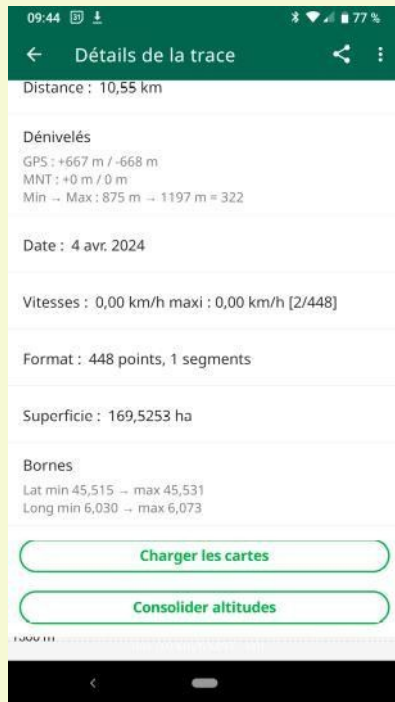 09:44 31 77 %
Détails de la trace
Distance : 10,55 km
Dénivelés
GPS : +667 m / -668 m
MNT : +0 m / 0 m
Min → Max : 875 m → 1197 m = 322
Date : 4 avr. 2024
Vitesses : 0,00 km/h maxi : 0,00 km/h [2/448]
Format : 448 points, 1 segments
Superficie : 169,5253 ha
Bornes
Lat min 45,515 → max 45,531
Long min 6,030 → max 6,073
Charger les cartes
Consolider altitudes